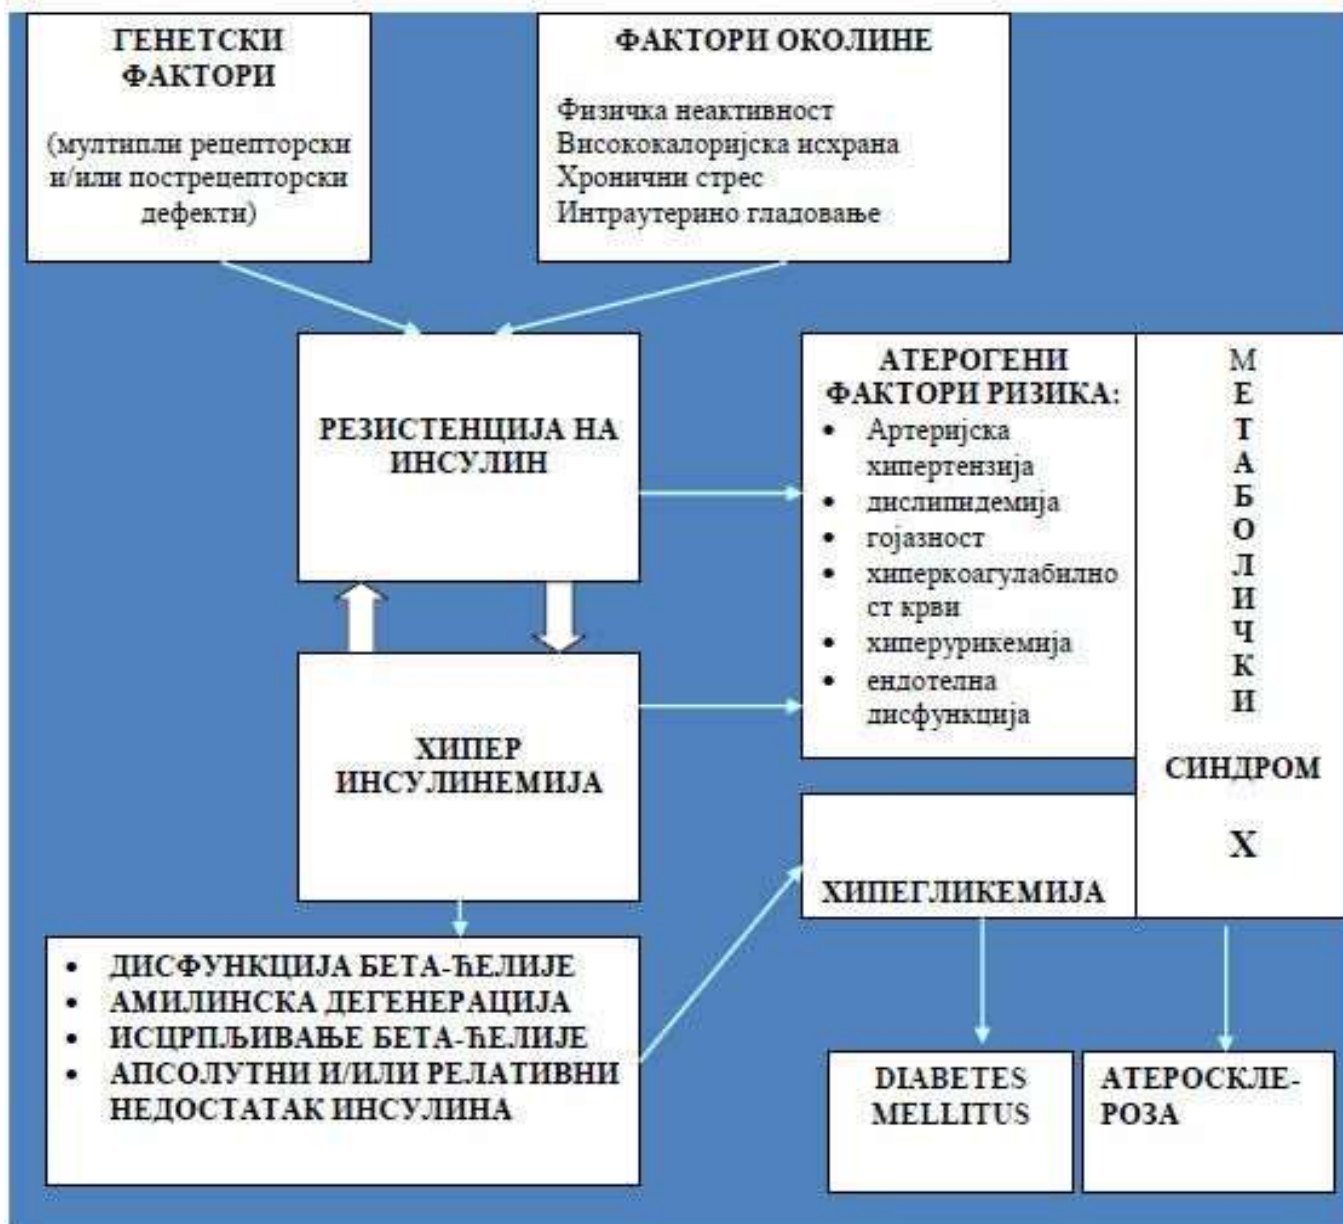 ГЕНЕТСКИ
ФАКТОРИ
(мултипли рецепторски
и/или пострецепторски
дефекти)
ФАКТОРИ ОКОЛИНЕ
Физичка неактивност
Висококалоријска исхрана
Хронични стрес
Интраутерино гладовање
РЕЗИСТЕНЦИЈА НА
ИНСУЛИН
АТЕРОГЕНИ
ФАКТОРИ РИЗИКА:
• Артеријска
хипертензија
• дислипидемија
• гојазност
• хиперкоагулабилно
ст крви
• хиперурикемија
• ендотелна
дисфункција
М
Е
Т
А
Б
О
Л
И
Ч
К
И
СИНДРОМ
X
ХИПЕР
ИНСУЛИНЕМИЈА
ХИПЕГЛИКЕМИЈА
• ДИСФУНКЦИЈА БЕТА-ЋЕЛИЈЕ
• АМИЛИНСКА ДЕГЕНЕРАЦИЈА
• ИСЦРПЉИВАЊЕ БЕТА-ЋЕЛИЈЕ
• АПСОЛУТНИ И/ИЛИ РЕЛАТИВНИ
НЕДОСТАТАК ИНСУЛИНА
DIABETES
MELLITUS
АТЕРОСКЛЕ-
РОЗА